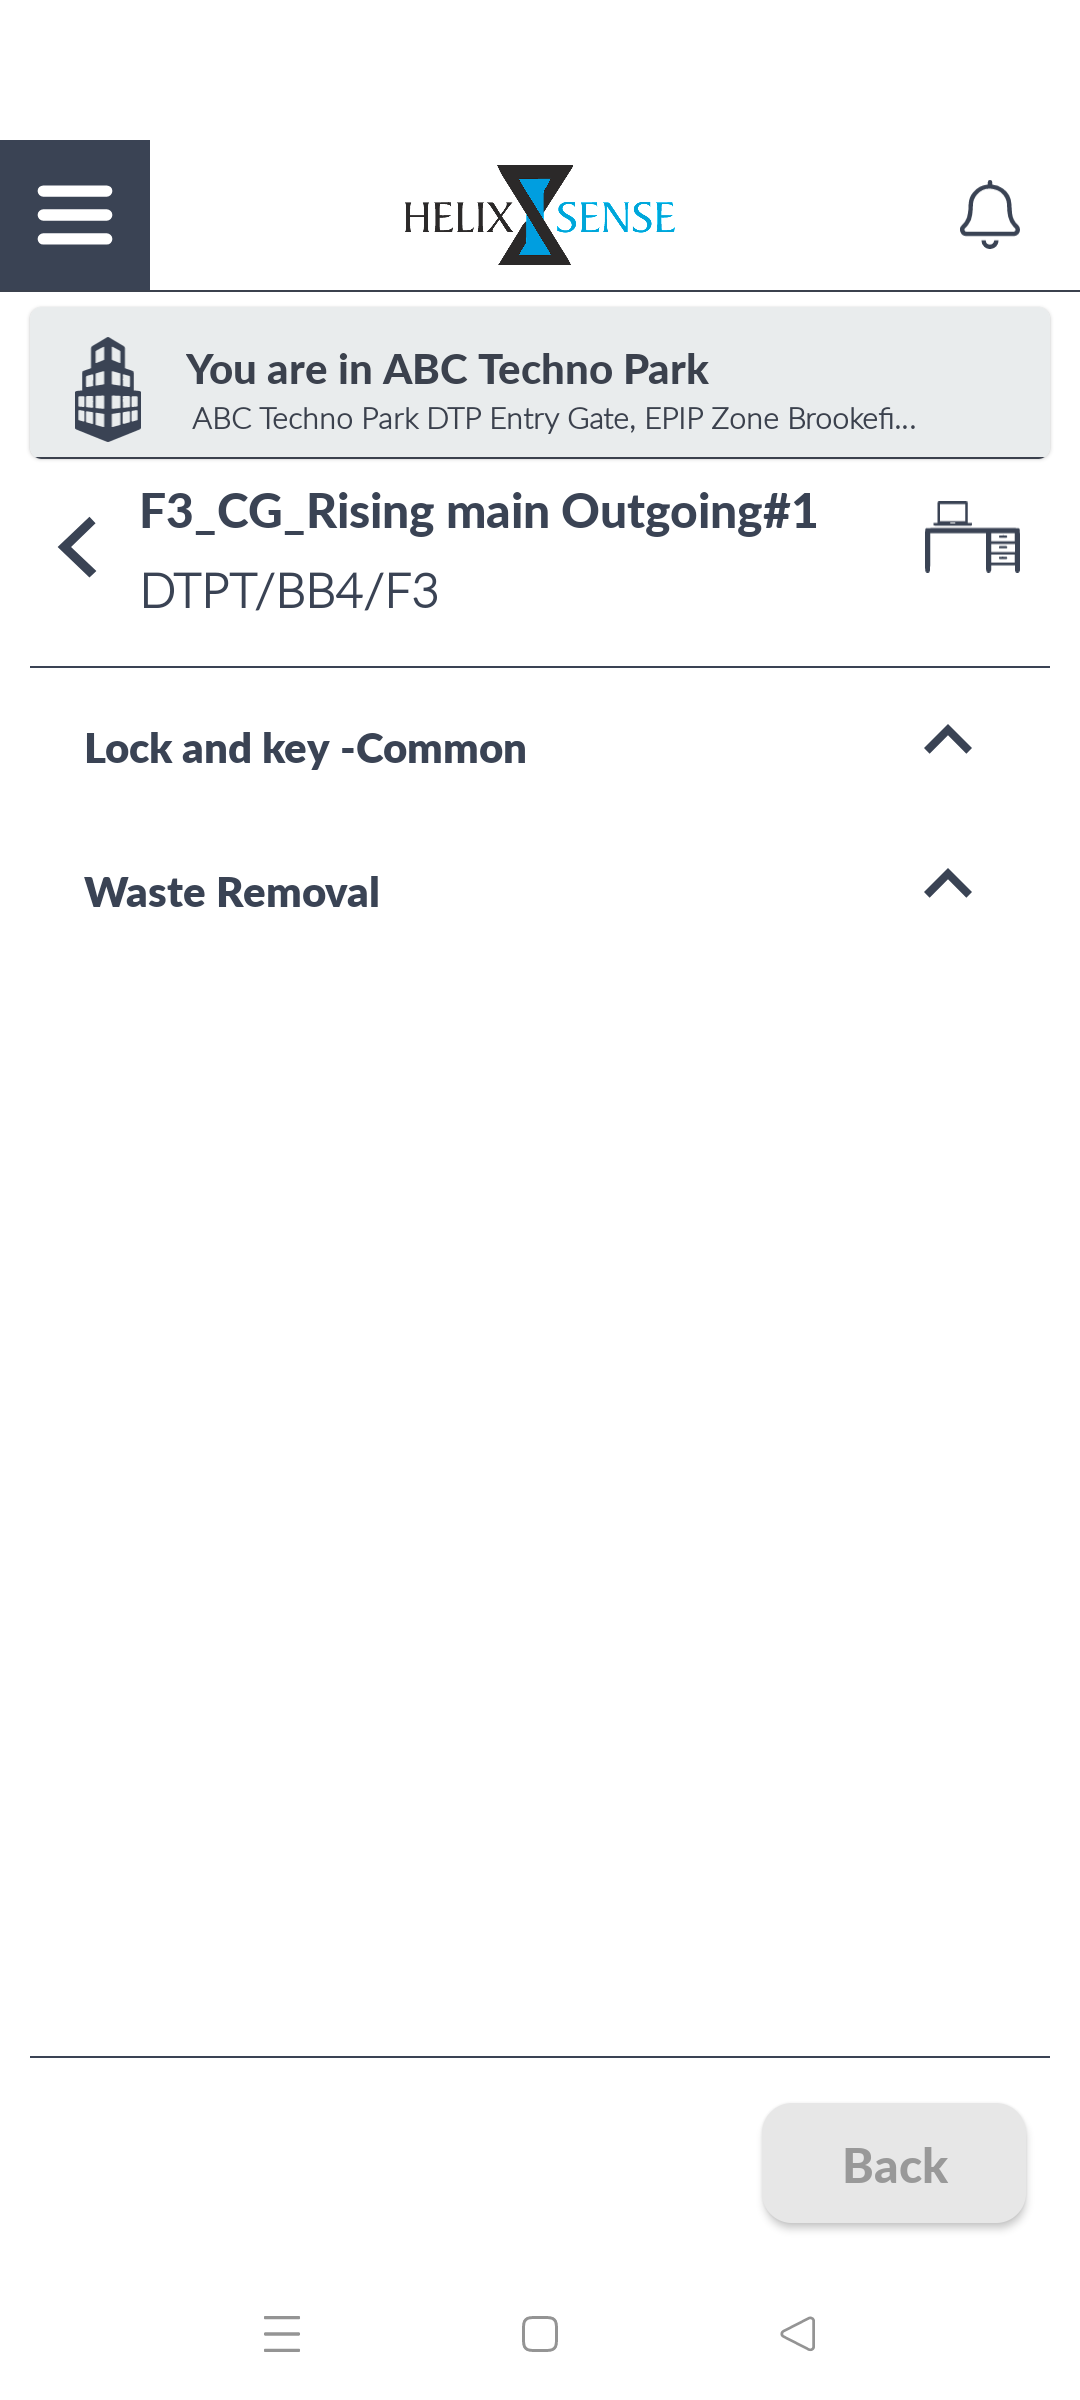 HELIX SENSE
You are in ABC Techno Park
ABC Techno Park DTP Entry Gate, EPIP Zone Brookefi...
F3_CG_Rising main Outgoing#1
DTPT/BB4/F3
Lock and key -Common
Waste Removal
Back